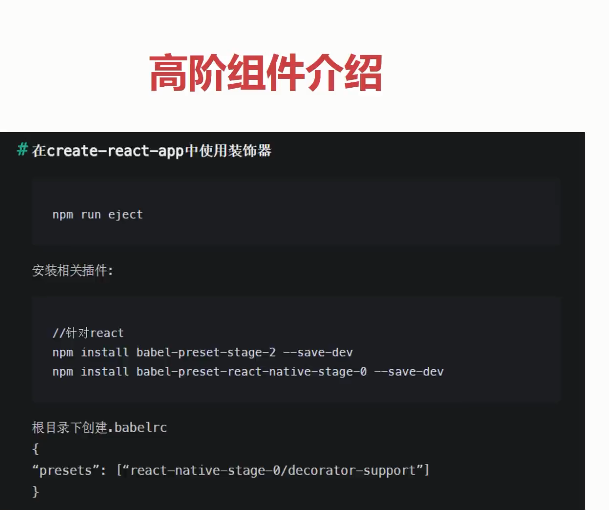 高阶组件介绍
# 在create-react-app中使用装饰器
npm run eject
安装相关插件:
//针对react
npm install babel-preset-stage-2 --save-dev
npm install babel-preset-react-native-stage-0 --save-dev
根目录下创建.babelrc
{
“presets”: [“react-native-stage-0/decorator-support”]
}